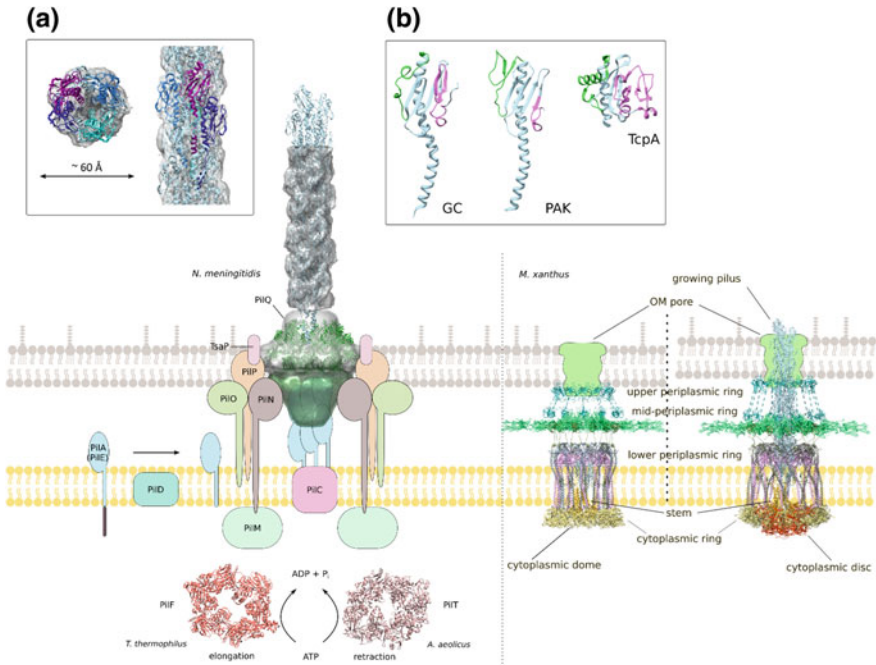 (a)
(b)
~ 60 Å
GC
PAK
TcpA
N. meningitidis
M. xanthus
growing pilus
PilQ
OM pore
TsaP
PilP
PilO
PilN
upper periplasmic ring
mid-periplasmic ring
PilA
(PilE)
lower periplasmic ring
PilD
PilC
stem
PilM
cytoplasmic ring
cytoplasmic dome
cytoplasmic disc
ADP + Pi
PilF
PilT
T. thermophilus
A. aeolicus
elongation
ATP
retraction